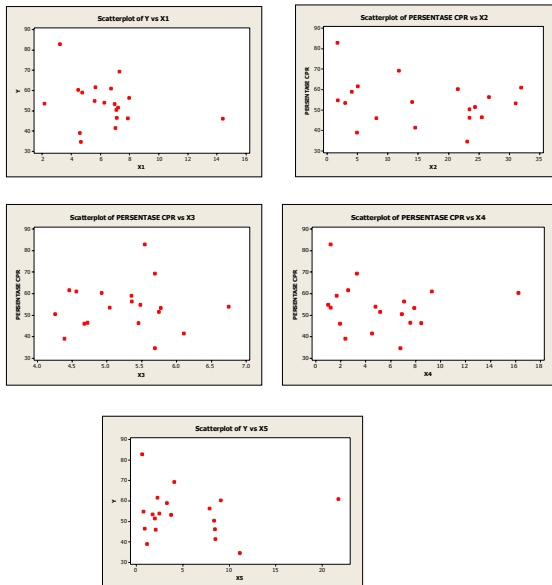 Scatterplot of Y vs X1
90
80
70
60
50
40
30
Y
2 4 6 8 10 12 14 16
X1
Scatterplot of PERSENTASE CPR vs X2
90
80
70
60
50
40
30
PERSENTASE CPR
0 5 10 15 20 25 30 35
X2
Scatterplot of PERSENTASE CPR vs X3
90
80
70
60
50
40
30
PERSENTASE CPR
4.0 4.5 5.0 5.5 6.0 6.5 7.0
X3
Scatterplot of PERSENTASE CPR vs X4
90
80
70
60
50
40
30
PERSENTASE CPR
0 2 4 6 8 10 12 14 16 18
X4
Scatterplot of Y vs X5
90
80
70
60
50
40
30
Y
0 5 10 15 20
X5